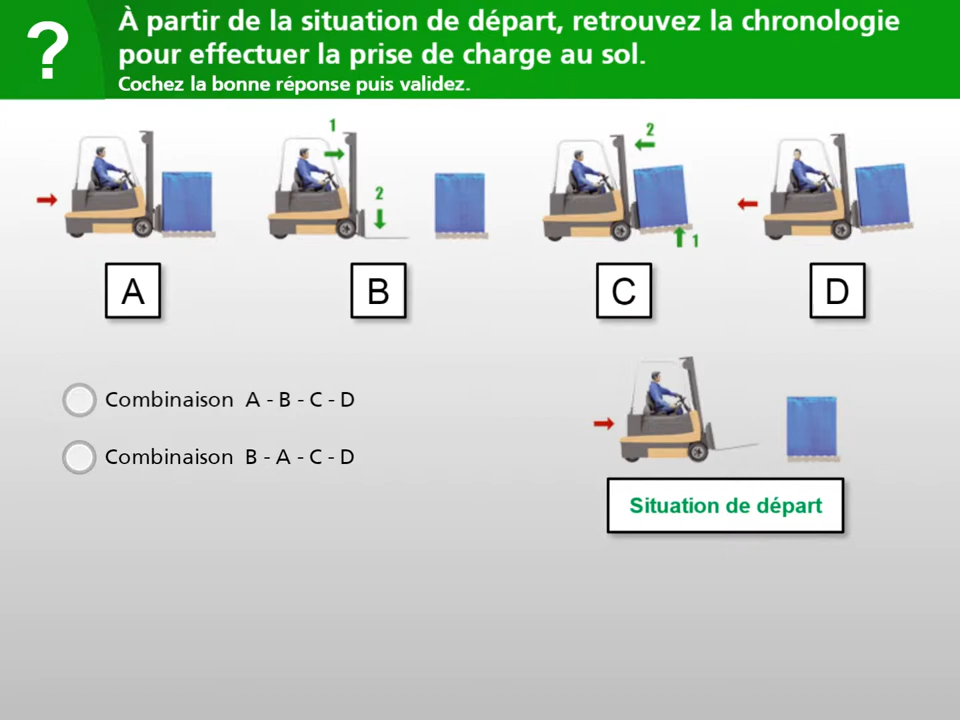 ?
À partir de la situation de départ, retrouvez la chronologie
pour effectuer la prise de charge au sol.
Cochez la bonne réponse puis validez.
1
2
2
1
A
B
C
D
Combinaison A - B - C - D
Combinaison B - A - C - D
Situation de départ